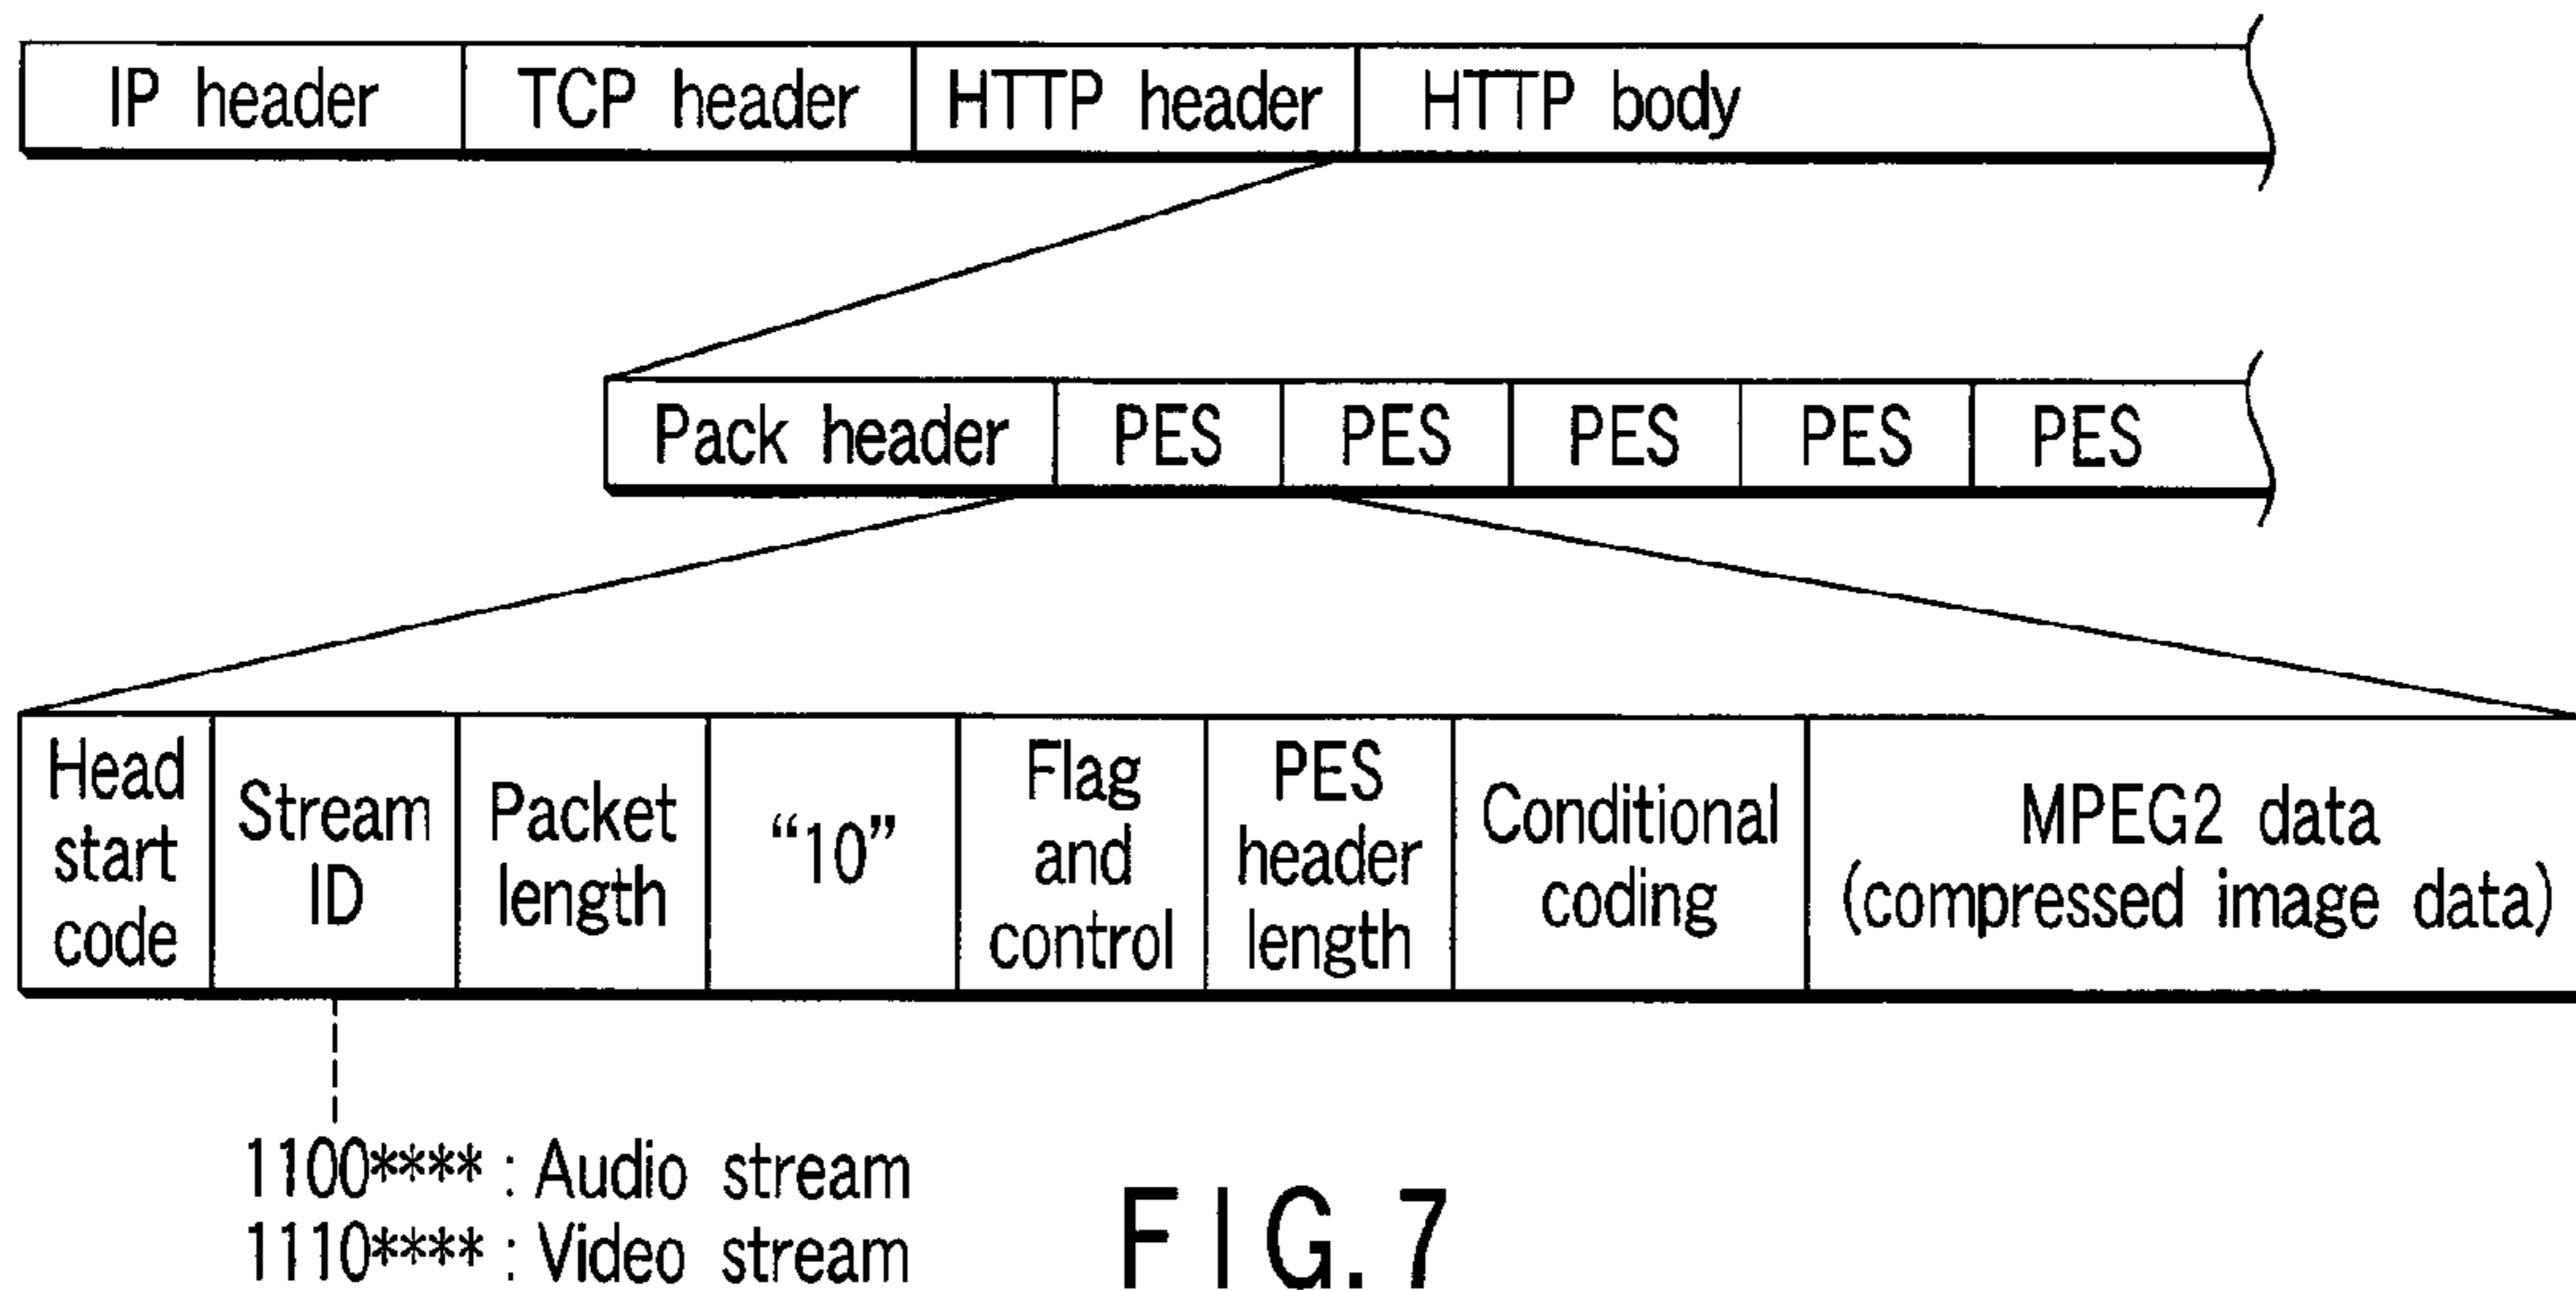 IP header TCP header HTTP header HTTP body
Pack header PES PES PES PES PES
Head start code
Stream ID
Packet length
“10”
Flag and control
PES header length
Conditional coding
MPEG2 data (compressed image data)
1100**** : Audio stream
1110**** : Video stream
FIG. 7